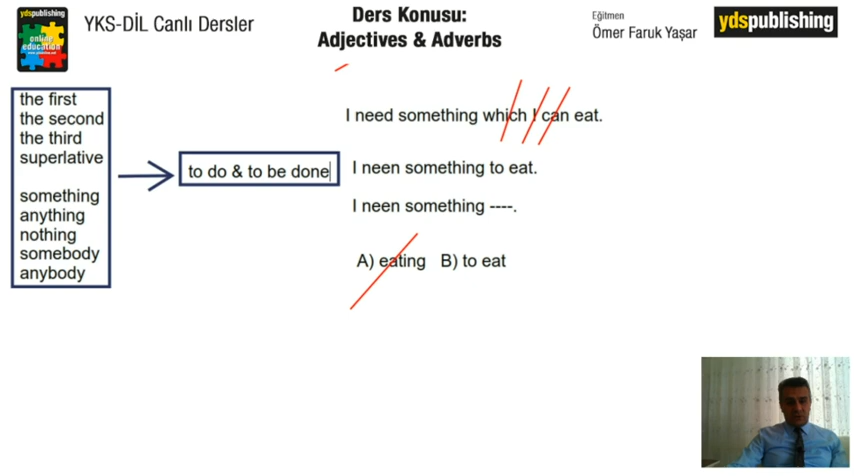 ydspublishing
online
education
YKS-DİL Canlı Dersler
Ders Konusu:
Adjectives & Adverbs
Eğitmen
Ömer Faruk Yaşar
ydspublishing
the first
the second
the third
superlative
something
anything
nothing
somebody
anybody
to do & to be done
I need something which I can eat.
I neen something to eat.
I neen something ----.
A) eating B) to eat